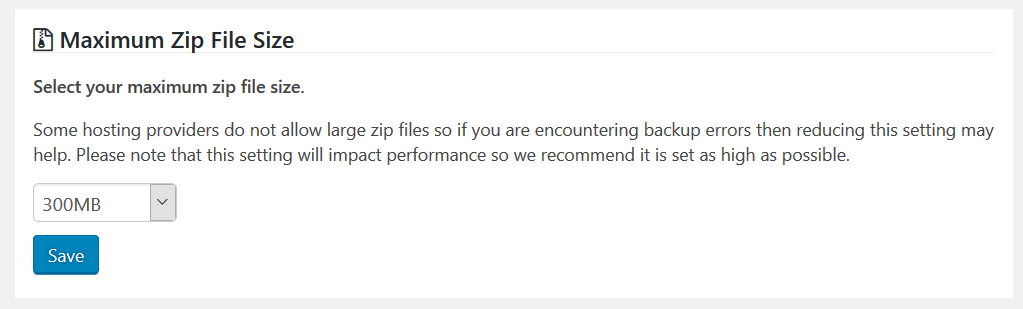 Maximum Zip File Size
Select your maximum zip file size.
Some hosting providers do not allow large zip files so if you are encountering backup errors then reducing this setting may
help. Please note that this setting will impact performance so we recommend it is set as high as possible.
300MB
Save